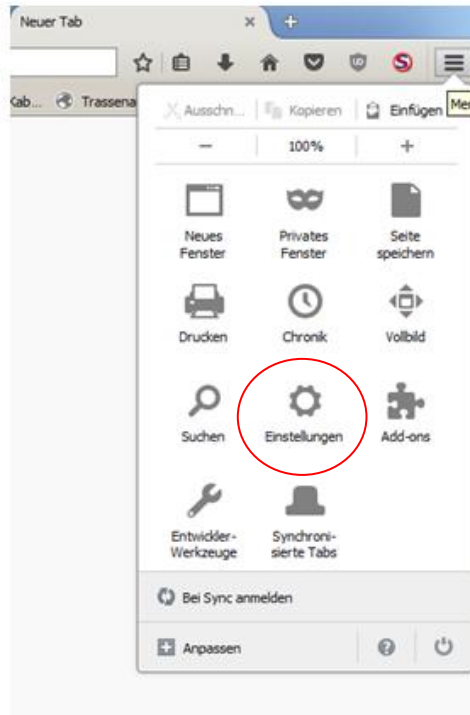 Neuer Tab
Kab... Trassena
Ausschn... Kopieren Einfügen
100%
Neues
Fenster
Privates
Fenster
Seite
speichern
Drucken Chronik Vollbild
Suchen Einstellungen Add-ons
Entwickler-
Werkzeuge
Synchroni-
sierte Tabs
Bei Sync anmelden
Anpassen